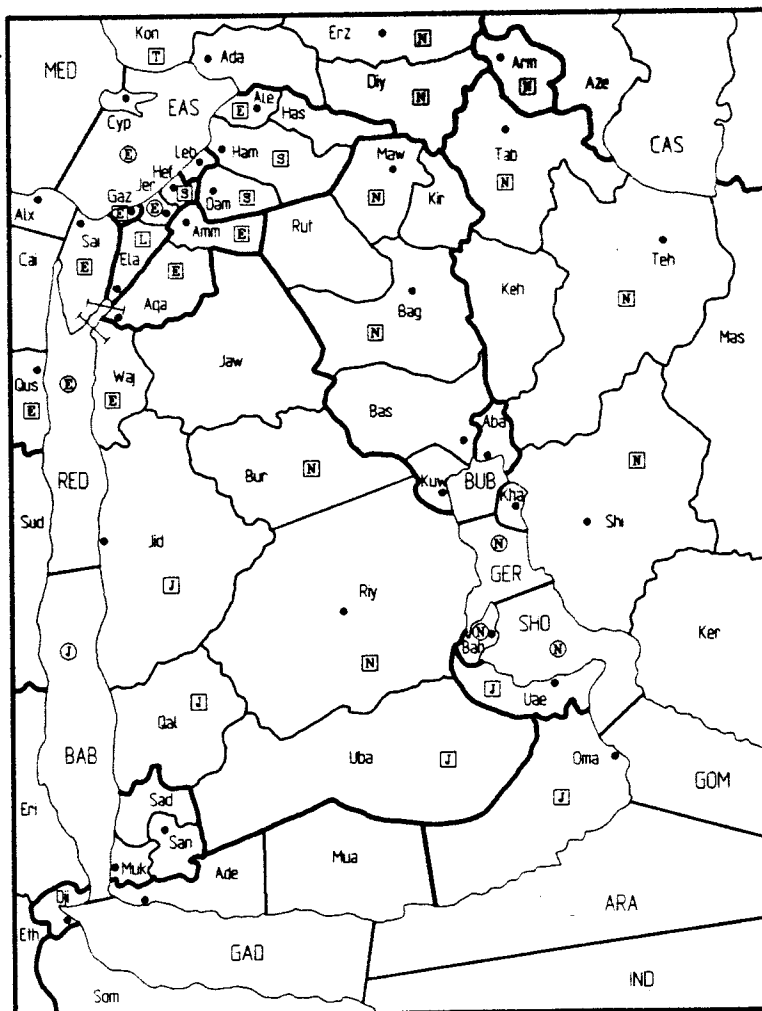 Kon
T
Ada
Erz
N
MED
Arm
N
Diy
N
Aze
EAS
Ale
E
Has
Cyp
CAS
E
Tab
Leb
Ham
S
Maw
N
N
Jer
Hef
S
Kir
Gaz
E
E
Dam
S
Alx
Sai
E
L
Amm
E
Rut
Cai
Ela
E
Teh
Aqa
Keh
Bag
N
N
Mas
Jaw
Qus
E
E
Waj
E
Bas
Aba
Bur
N
N
RED
Kuw
BUB
Kha
Sud
Shi
Jid
N
GER
J
Riy
SHO
Ker
J
N
Bah
N
N
J
Uae
Qal
J
BAB
Uba
J
Oma
J
GOM
Eri
Sad
San
Muk
Ade
Mua
Dji
ARA
Eth
GAD
IND
Som